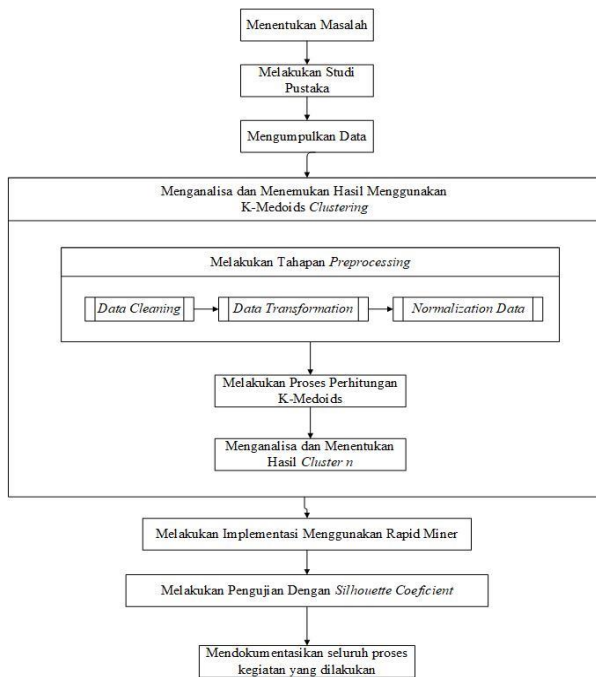 Menentukan Masalah
Melakukan Studi
Pustaka
Mengumpulkan Data
Menganalisa dan Menemukan Hasil Menggunakan
K-Medoids Clustering
Melakukan Tahapan Preprocessing
Data Cleaning
Data Transformation
Normalization Data
Melakukan Proses Perhitungan
K-Medoids
Menganalisa dan Menentukan
Hasil Cluster n
Melakukan Implementasi Menggunakan Rapid Miner
Melakukan Pengujian Dengan Silhouette Coeficient
Mendokumentasikan seluruh proses
kegiatan yang dilakukan